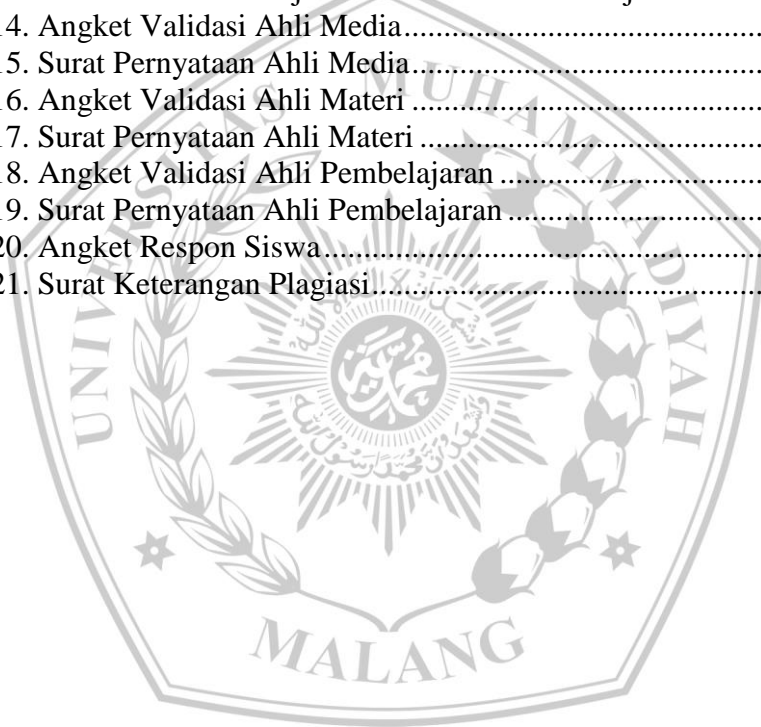 14. Angket Validasi Ahli Media
15. Surat Pernyataan Ahli Media
16. Angket Validasi Ahli Materi
17. Surat Pernyataan Ahli Materi
18. Angket Validasi Ahli Pembelajaran
19. Surat Pernyataan Ahli Pembelajaran
20. Angket Respon Siswa
21. Surat Keterangan Plagiasi
UNIVERSITAS MUHAMMADIYAH
MALANG